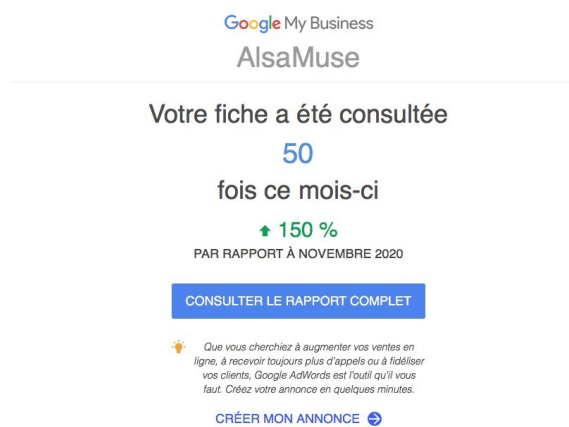 Google My Business
AlsaMuse
Votre fiche a été consultée
50
fois ce mois-ci
150 %
PAR RAPPORT À NOVEMBRE 2020
CONSULTER LE RAPPORT COMPLET
Que vous cherchiez à augmenter vos ventes en
ligne, à recevoir toujours plus d'appels ou à fidéliser
vos clients, Google AdWords est l'outil qu'il vous
faut. Créez votre annonce en quelques minutes.
CRÉER MON ANNONCE